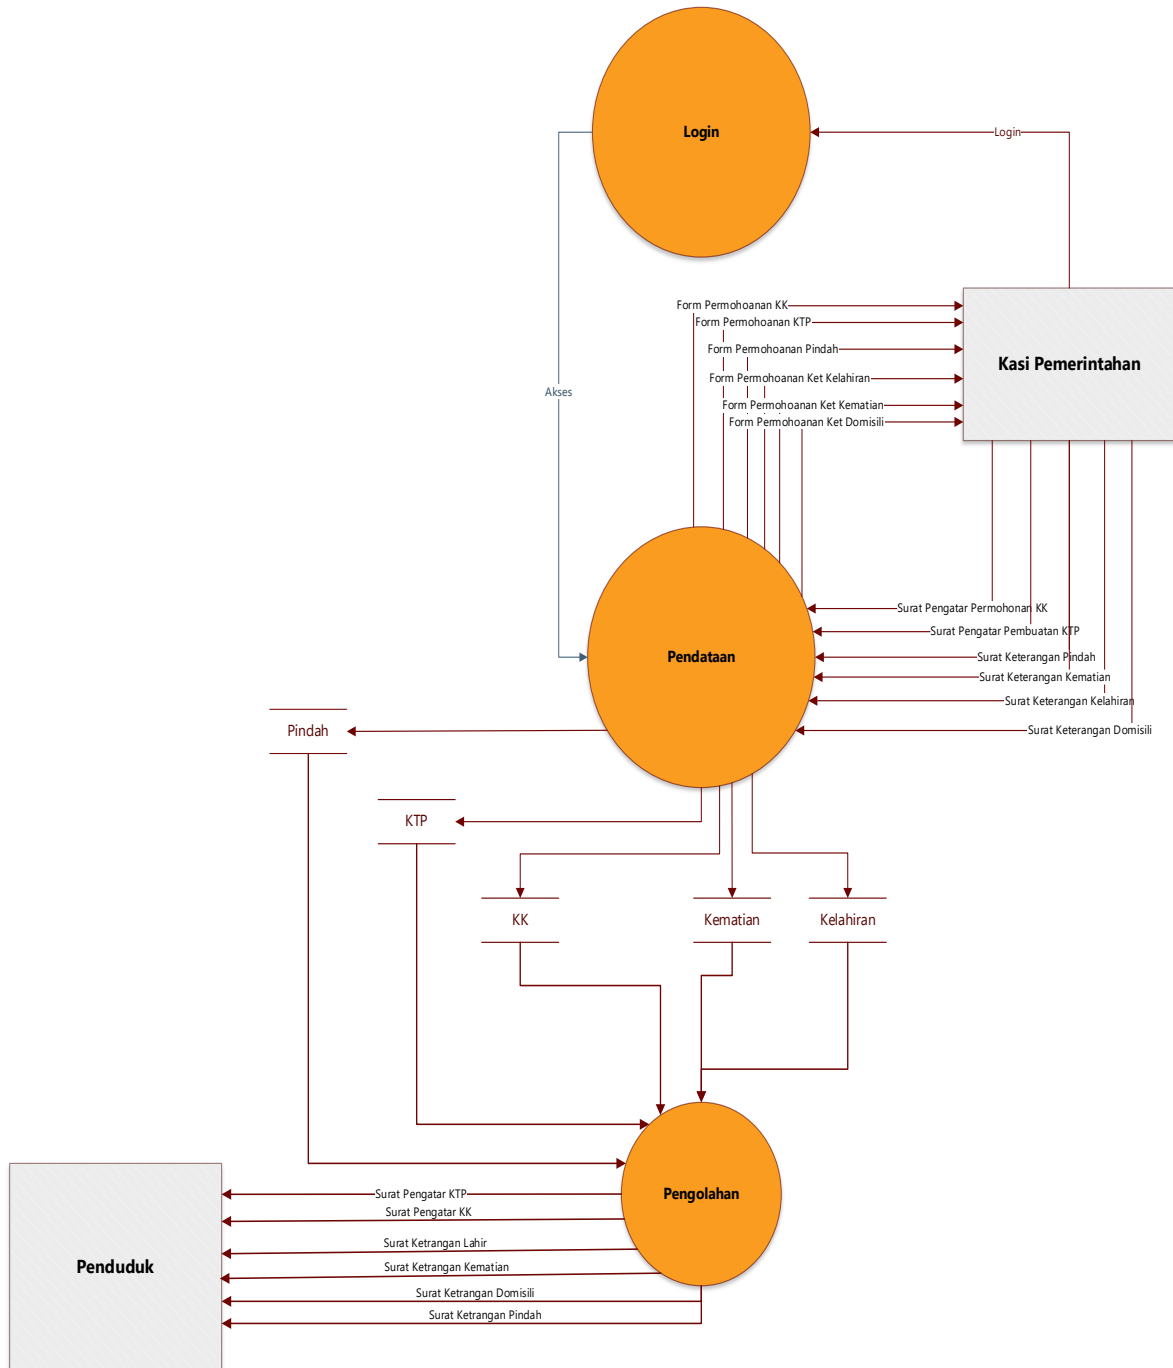 Login
Login
Form Permohoanan KK
Form Permohoanan KTP
Form Permohoanan Pindah
Kasi Pemerintahan
Form Permohoanan Ket Kelahiran
Akses
Form Permohoanan Ket Kematian
Form Permohoanan Ket Domisili
Surat Pengatar Permohonan KK
Surat Pengatar Pembuatan KTP
Pendataan
Surat Keterangan Pindah
Surat Keterangan Kematian
Surat Keterangan Kelahiran
Surat Keterangan Domisili
Pindah
KTP
KK
Kematian
Kelahiran
Pengolahan
Surat Pengatar KTP
Surat Pengatar KK
Surat Ketrangan Lahir
Penduduk
Surat Ketrangan Kematian
Surat Ketrangan Domisili
Surat Ketrangan Pindah